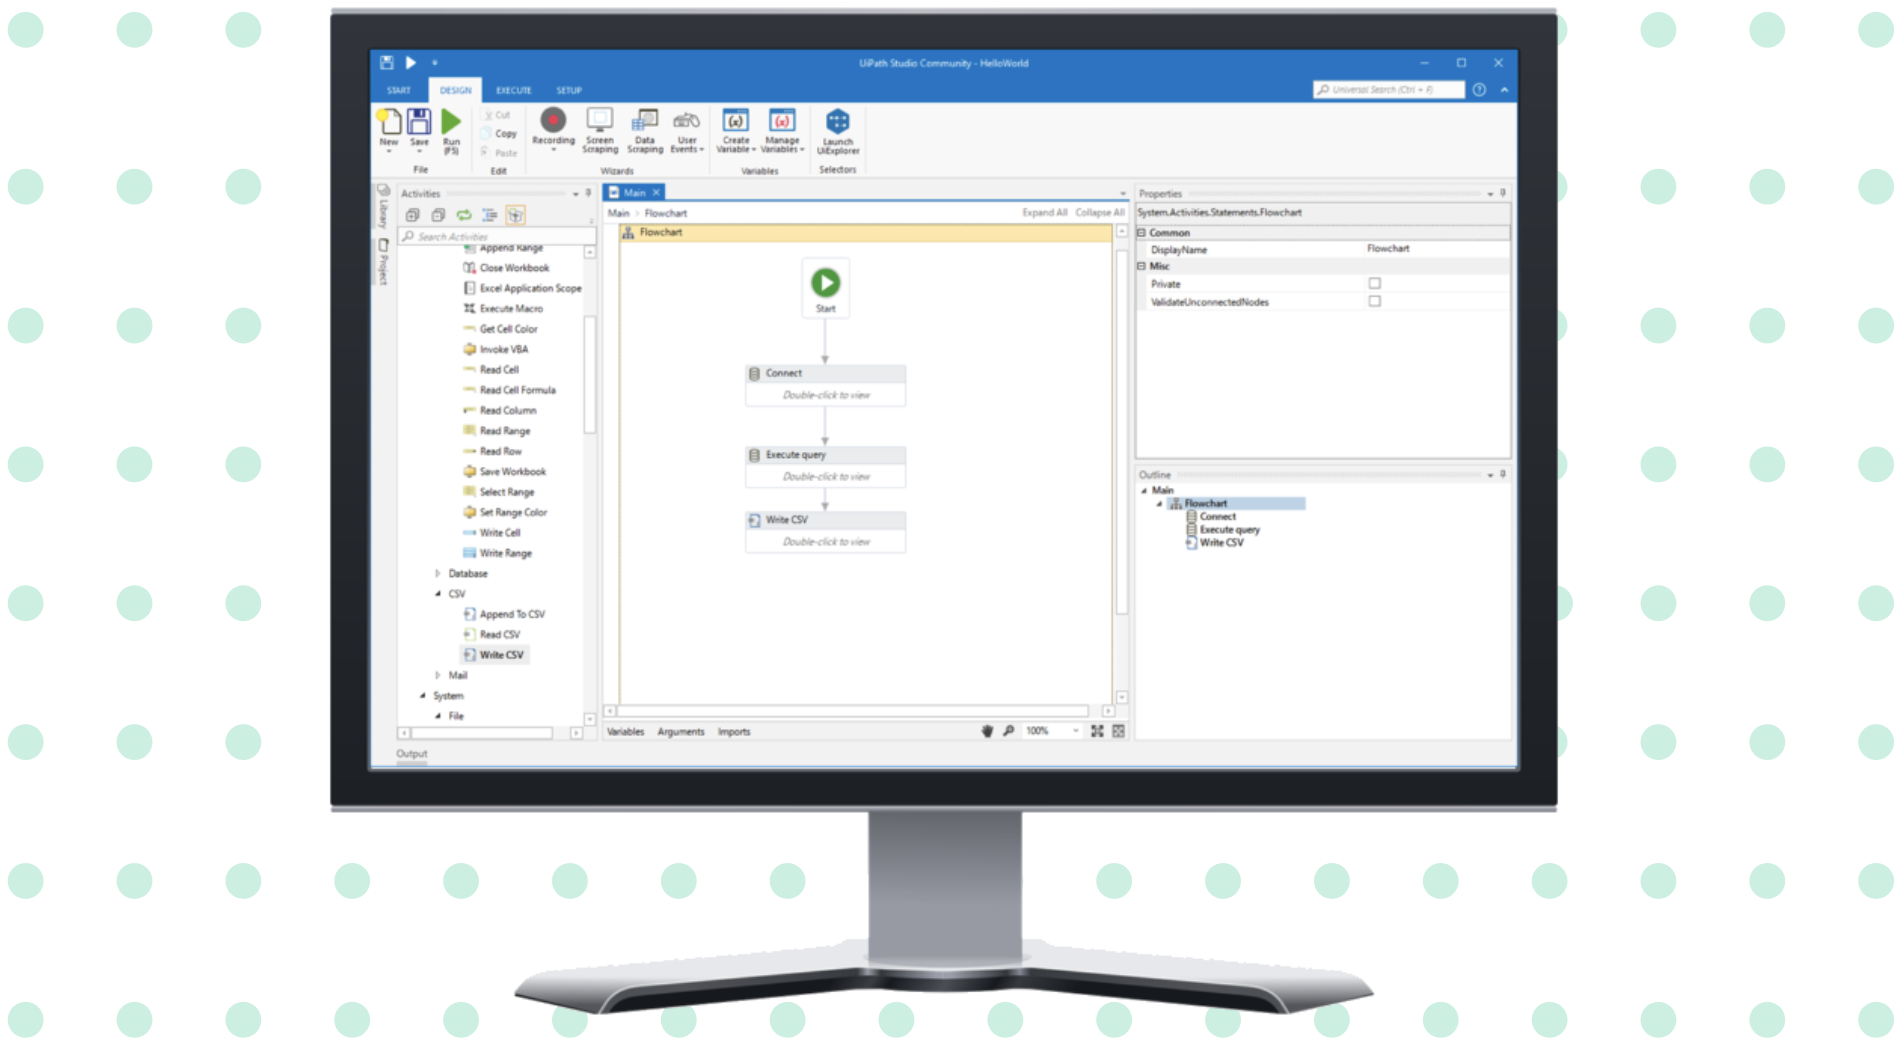 UiPath Studio Community - HelloWorld
START DESIGN EXECUTE SETUP
Universal Search (Ctrl + F)
New
Save
Run
(F5)
File
Cut
Copy
Paste
Edit
Recording
Screen
Scraping
Data
Scraping
User
Events
Wizards
Create
Variable
Manage
Variables
Variables
Launch
UiExplorer
Selectors
Library
Project
Activities
Search Activities
Append Range
Close Workbook
Excel Application Scope
Execute Macro
Get Cell Color
Invoke VBA
Read Cell
Read Cell Formula
Read Column
Read Range
Read Row
Save Workbook
Select Range
Set Range Color
Write Cell
Write Range
Database
CSV
Append To CSV
Read CSV
Write CSV
Mail
System
File
Output
Main
Main > Flowchart
Expand All Collapse All
Flowchart
Start
Connect
Double-click to view
Execute query
Double-click to view
Write CSV
Double-click to view
Variables Arguments Imports
100%
Properties
System.Activities.Statements.Flowchart
Common
DisplayName Flowchart
Misc
Private
ValidateUnconnectedNodes
Outline
Main
Flowchart
Connect
Execute query
Write CSV